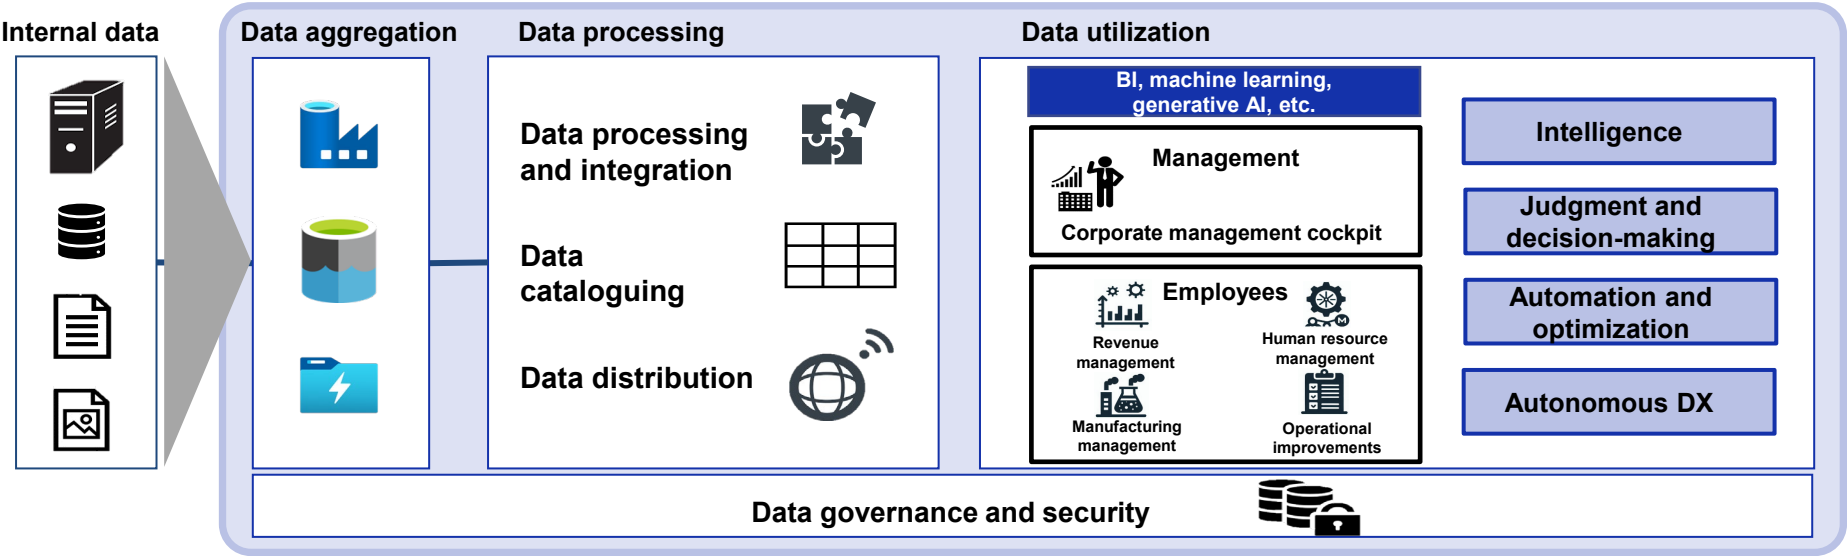 Internal data
Data aggregation
Data processing
Data utilization
Data processing
and integration
Data
cataloguing
Data distribution
BI, machine learning,
generative AI, etc.
Management
Corporate management cockpit
Employees
Revenue
management
Human resource
management
M
Manufacturing
management
Operational
improvements
Intelligence
Judgment and
decision-making
Automation and
optimization
Autonomous DX
Data governance and security